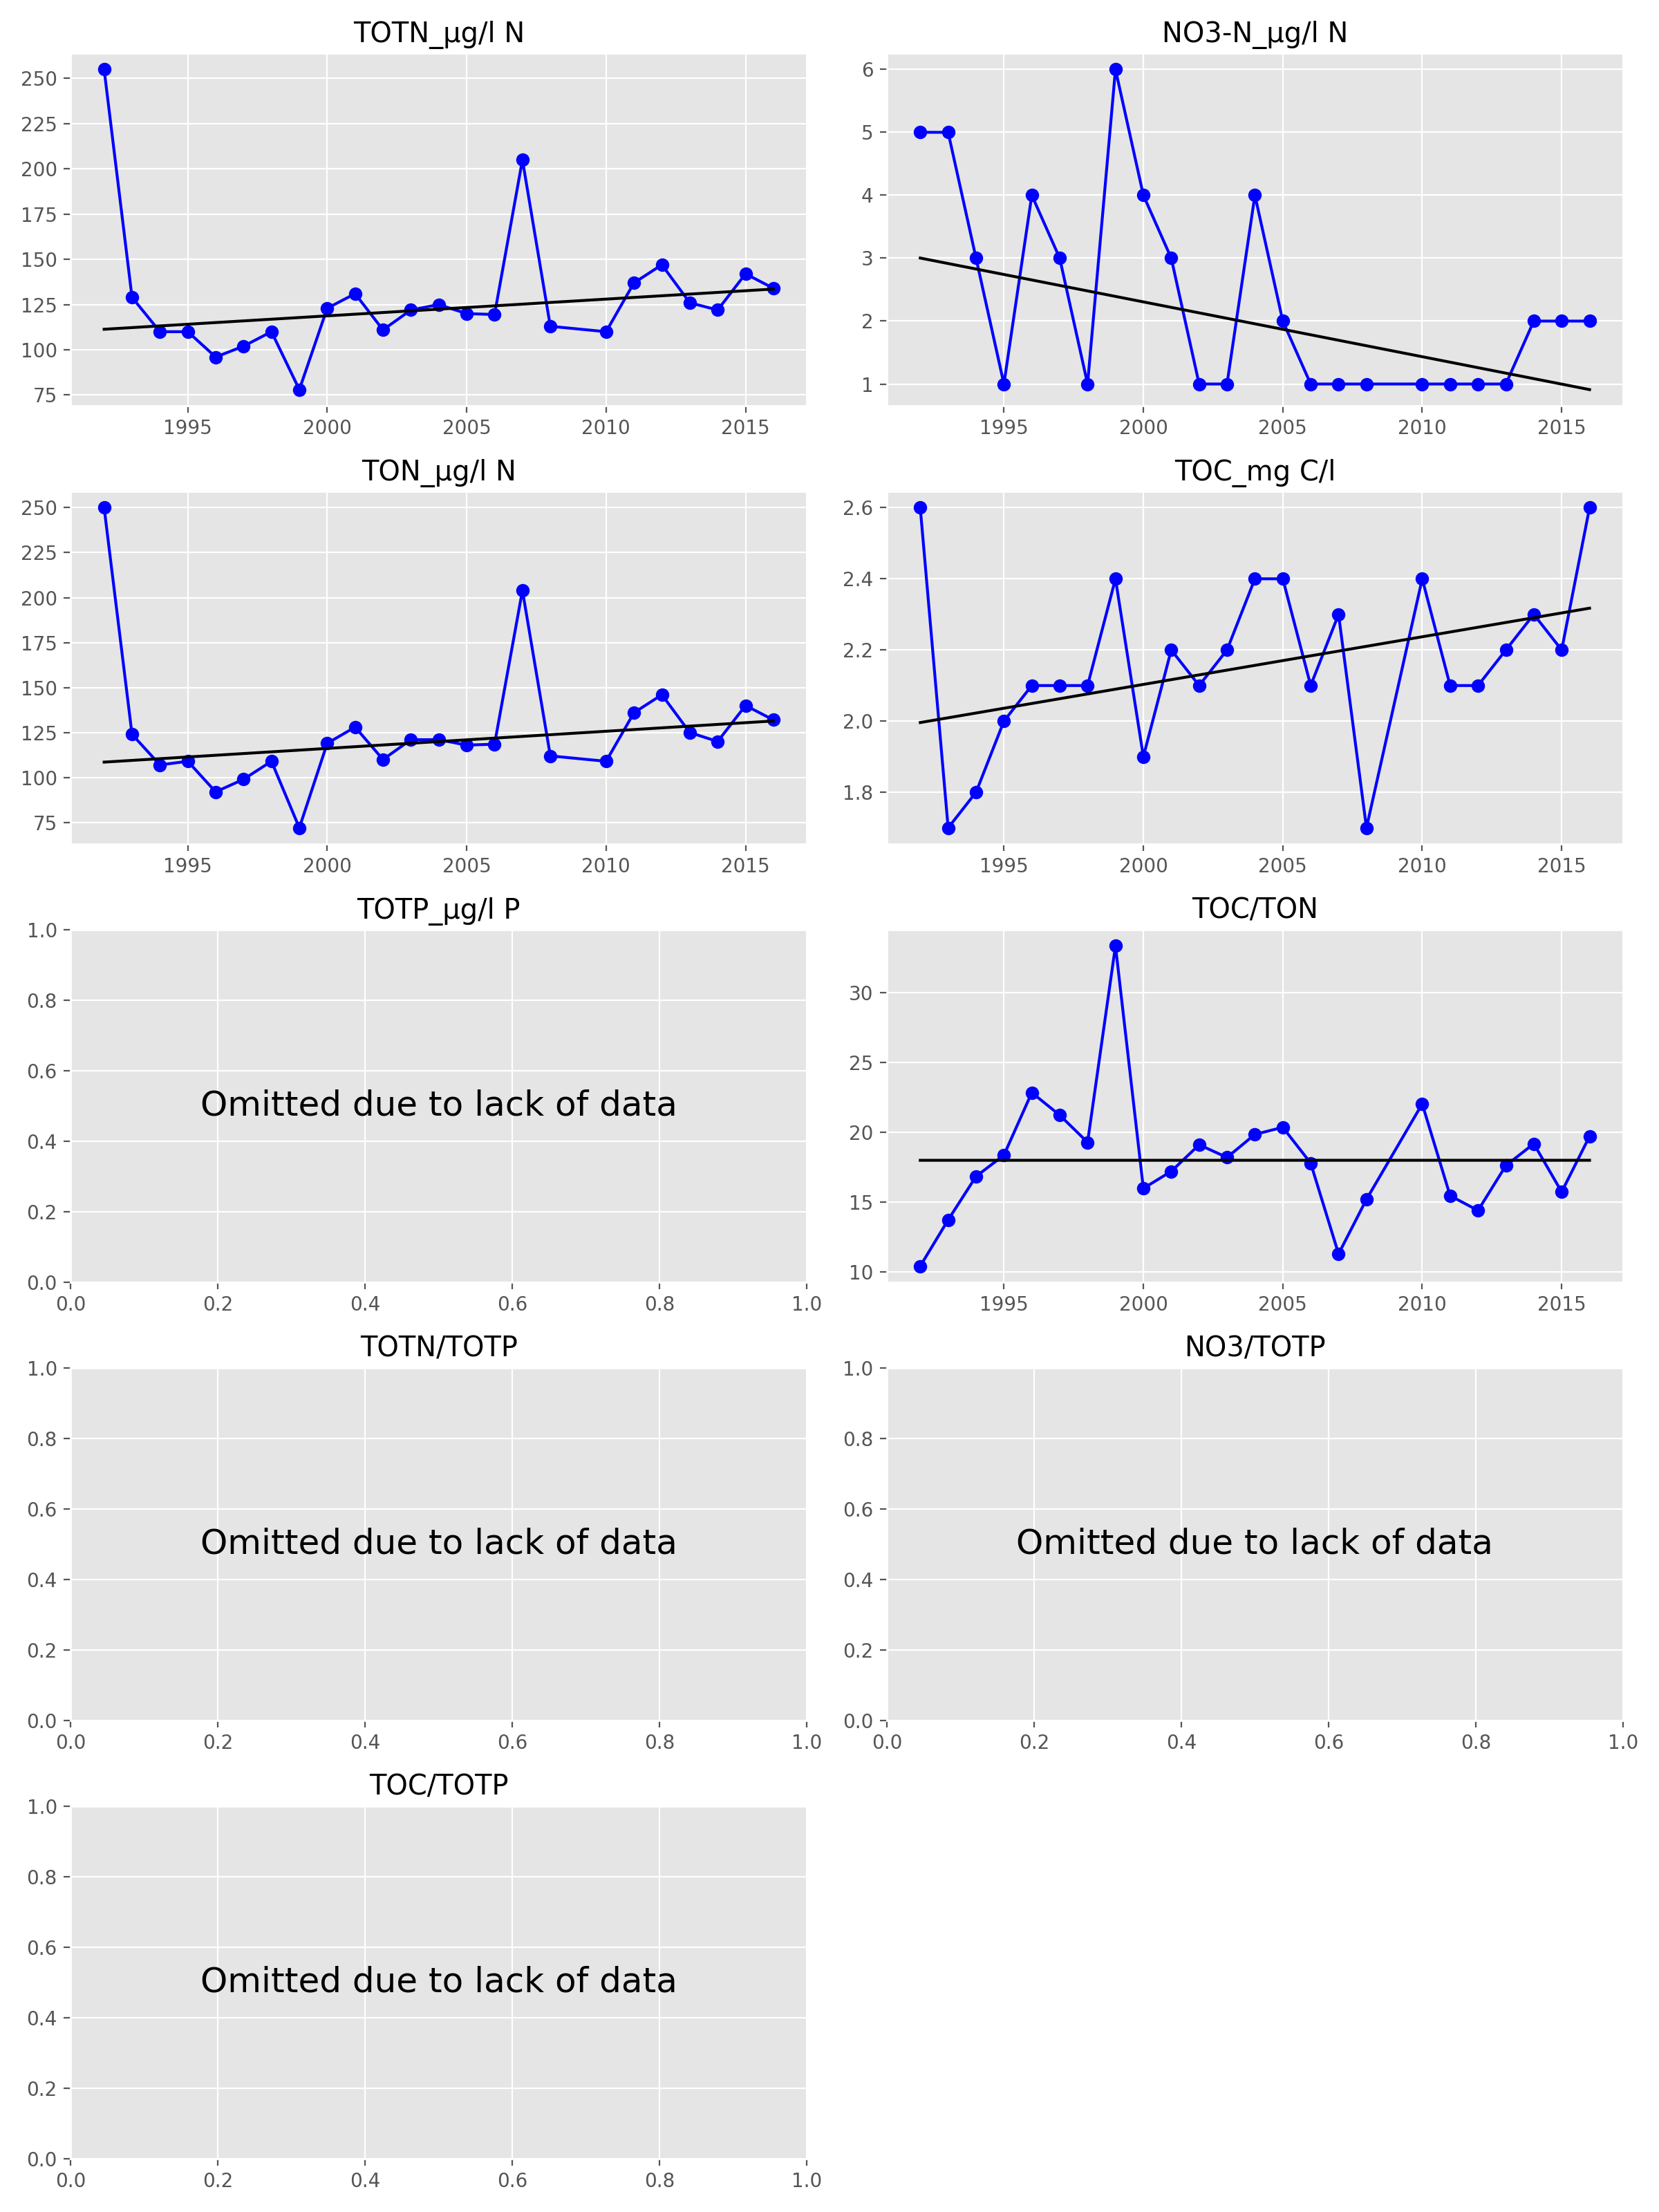 TOTN_µg/l N
250
225
200
175
150
125
100
75
1995 2000 2005 2010 2015
NO3-N_µg/l N
6
5
4
3
2
1
1995 2000 2005 2010 2015
TON_µg/l N
250
225
200
175
150
125
100
75
1995 2000 2005 2010 2015
TOC_mg C/l
2.6
2.4
2.2
2.0
1.8
1995 2000 2005 2010 2015
TOTP_µg/l P
1.0
0.8
0.6
Omitted due to lack of data
0.4
0.2
0.0
0.0 0.2 0.4 0.6 0.8 1.0
TOC/TON
30
25
20
15
10
1995 2000 2005 2010 2015
TOTN/TOTP
1.0
0.8
0.6
Omitted due to lack of data
0.4
0.2
0.0
0.0 0.2 0.4 0.6 0.8 1.0
NO3/TOTP
1.0
0.8
0.6
Omitted due to lack of data
0.4
0.2
0.0
0.0 0.2 0.4 0.6 0.8 1.0
TOC/TOTP
1.0
0.8
0.6
Omitted due to lack of data
0.4
0.2
0.0
0.0 0.2 0.4 0.6 0.8 1.0